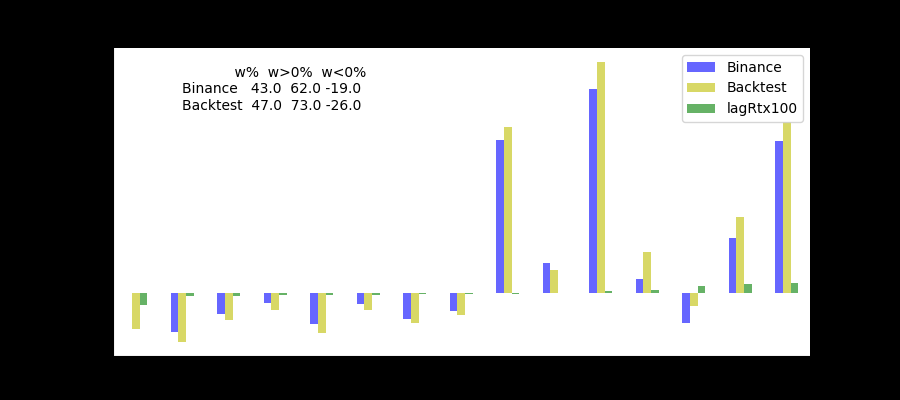 w%  w>0%  w<0%
Binance   43.0  62.0 -19.0
Backtest  47.0  73.0 -26.0
Binance
Backtest
lagRtx100